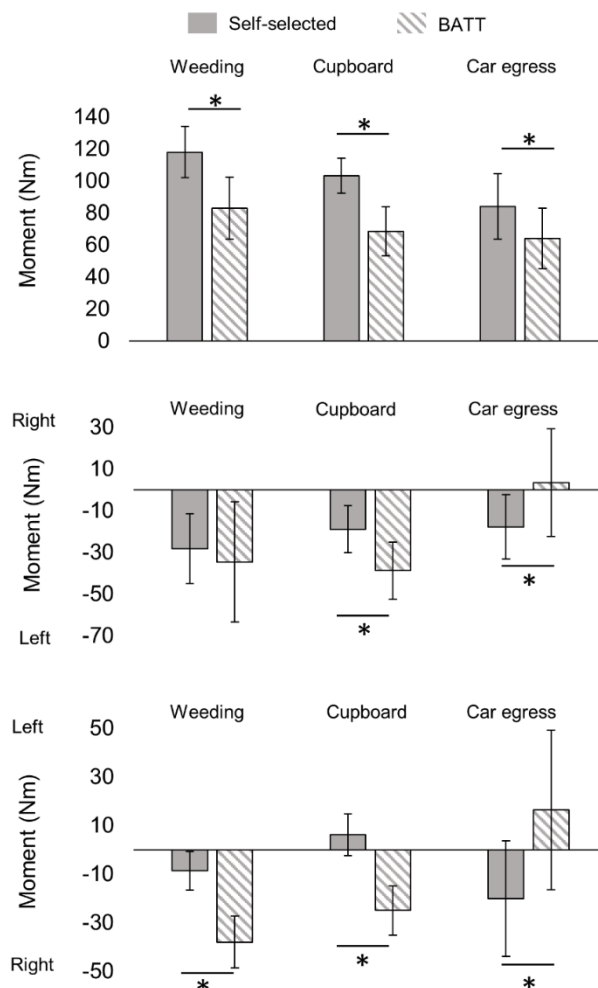 Self-selected BATT
Weeding Cupboard Car egress
* * *
140
120
100
80
60
40
20
0
Moment (Nm)
Weeding Cupboard Car egress
Right
30
10
-10
-30
-50
-70
Left
Moment (Nm)
* *
Weeding Cupboard Car egress
Left
50
30
10
-10
-30
-50
Right
Moment (Nm)
* * *